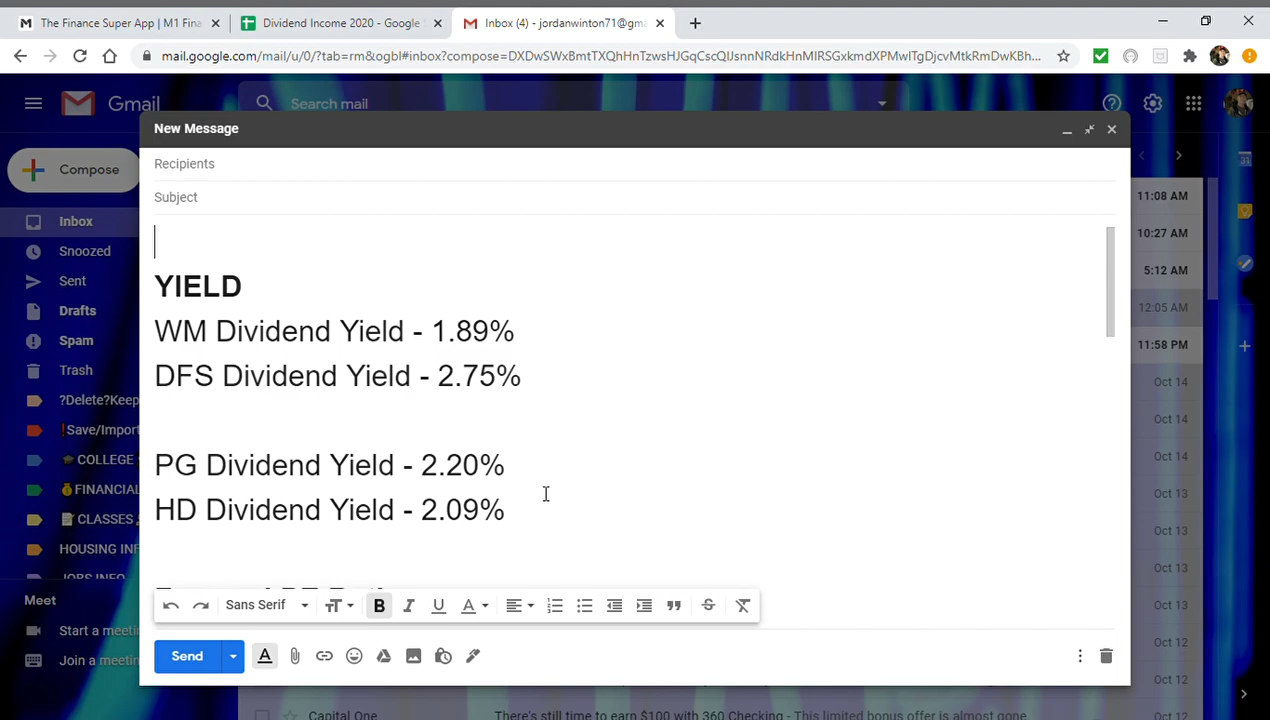 The Finance Super App | M1 Fina
Dividend Income 2020 - Google S
Inbox (4) - jordanwinton71@gma
mail.google.com/mail/u/0/?tab=rm&ogbl#inbox?compose=
Gmail
Search mail
New Message
Recipients
Subject
Compose
Inbox
Snoozed
Sent
Drafts
Spam
Trash
?Delete?Keep
!Save/Import
COLLEGE
FINANCIAL
CLASSES
HOUSING INF
JOBS INFO
Meet
Start a meetin
Join a meetin
YIELD
WM Dividend Yield - 1.89%
DFS Dividend Yield - 2.75%
PG Dividend Yield - 2.20%
HD Dividend Yield - 2.09%
Sans Serif
Send
11:08 AM
10:27 AM
5:12 AM
12:05 AM
11:58 PM
Oct 14
Oct 14
Oct 14
Oct 13
Oct 13
Oct 13
Oct 13
Oct 13
Oct 12
Oct 12
Capital One
There's still time to earn $100 with 360 Checking - This limited bonus offer is almost gone.